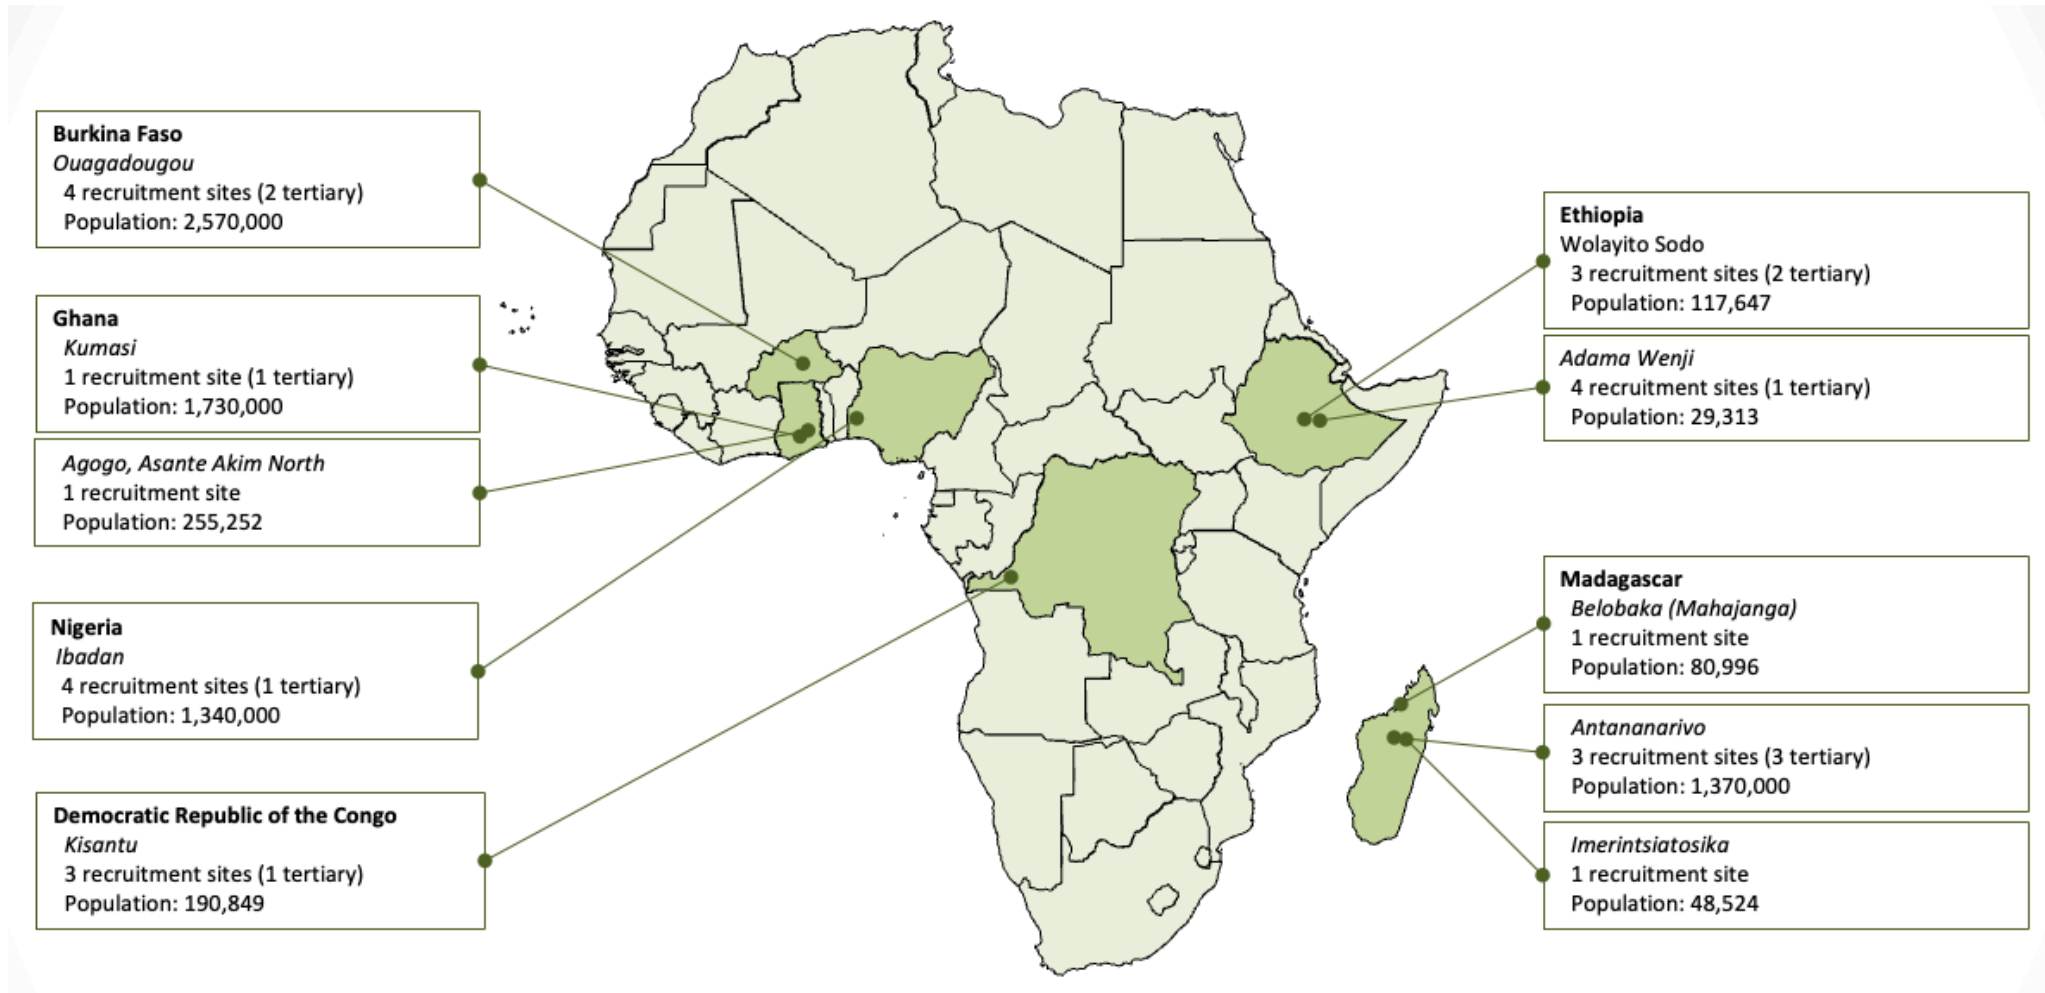 Burkina Faso
Ouagadougou
4 recruitment sites (2 tertiary)
Population: 2,570,000
Ghana
Kumasi
1 recruitment site (1 tertiary)
Population: 1,730,000
Agogo, Asante Akim North
1 recruitment site
Population: 255,252
Nigeria
Ibadan
4 recruitment sites (1 tertiary)
Population: 1,340,000
Democratic Republic of the Congo
Kisantu
3 recruitment sites (1 tertiary)
Population: 190,849
Ethiopia
Wolayito Sodo
3 recruitment sites (2 tertiary)
Population: 117,647
Adama Wenji
4 recruitment sites (1 tertiary)
Population: 29,313
Madagascar
Belobaka (Mahajanga)
1 recruitment site
Population: 80,996
Antananarivo
3 recruitment sites (3 tertiary)
Population: 1,370,000
Imerintsiatosika
1 recruitment site
Population: 48,524